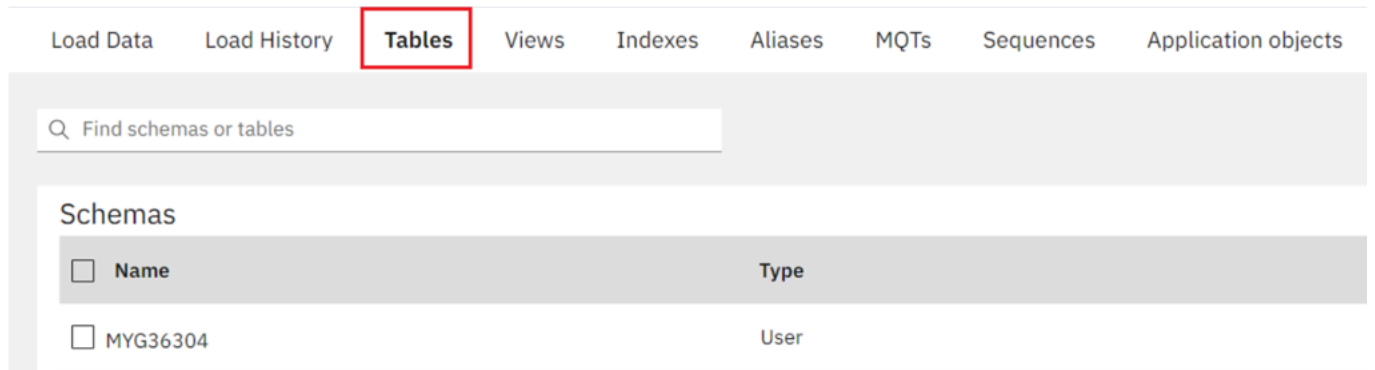 Load Data Load History Tables Views Indexes Aliases MQTs Sequences Application objects
Find schemas or tables
Schemas
Name Type
MYG36304 User